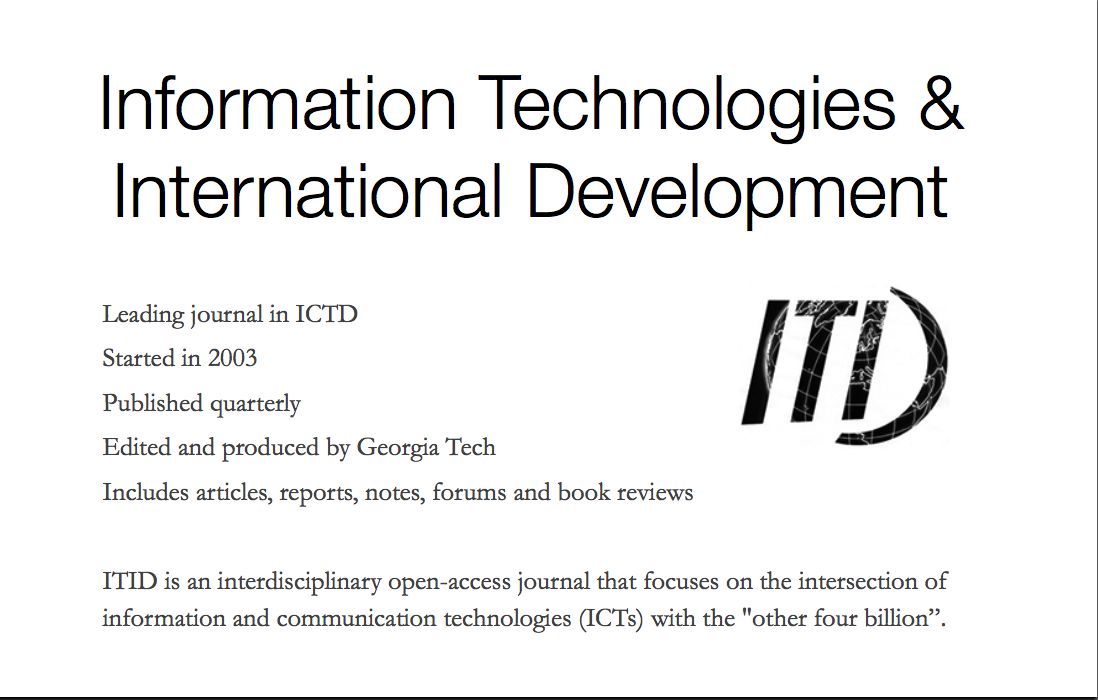 Information Technologies &
International Development
Leading journal in ICTD
Started in 2003
Published quarterly
Edited and produced by Georgia Tech
Includes articles, reports, notes, forums and book reviews
ITID
ITID is an interdisciplinary open-access journal that focuses on the intersection of
information and communication technologies (ICTs) with the "other four billion”.